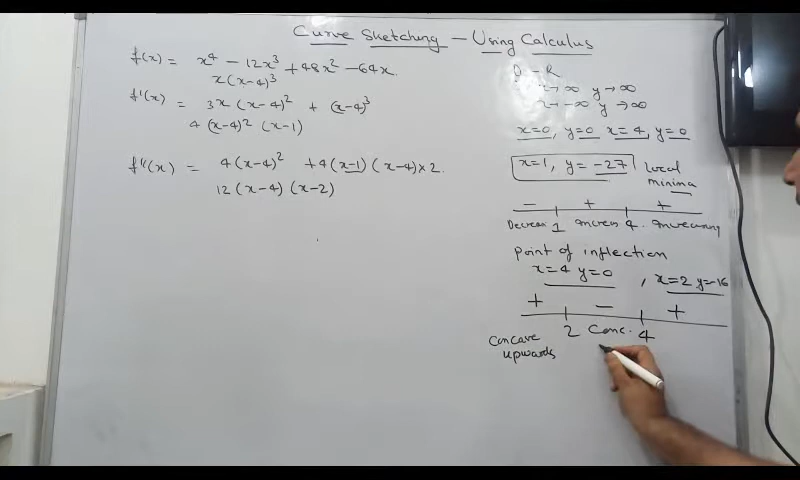 Curve Sketching - Using Calculus
f(x) = x⁴ - 12x³ + 48x² - 64x.
x(x-4)³
f'(x) = 3x(x-4)² + (x-4)³
4(x-4)²(x-1)
f''(x) = 4(x-4)² + 4(x-1)(x-4)×2.
12(x-4)(x-2)
D - R
x→∞ y→∞
x→-∞ y→∞
x=0, y=0 x=4, y=0
x=1, y=-27 local
minima
- + +
Decreas 1 increas 4. increasing
point of inflection
x=4 y=0, x=2 y=-16
+ - +
2 4
Concave Conc.
upwards